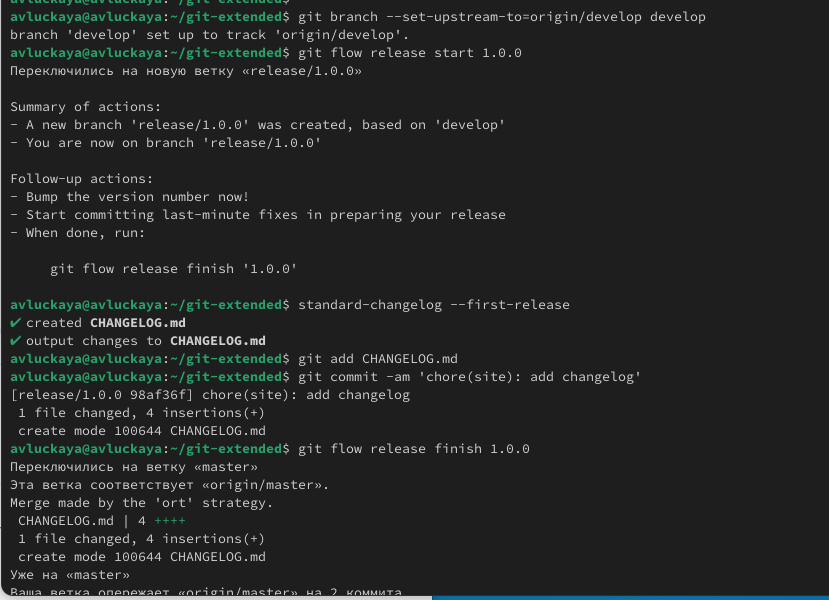 avluckaya@avluckaya:~/git-extended$ git branch --set-upstream-to=origin/develop develop
branch 'develop' set up to track 'origin/develop'.
avluckaya@avluckaya:~/git-extended$ git flow release start 1.0.0
Переключились на новую ветку «release/1.0.0»
Summary of actions:
- A new branch 'release/1.0.0' was created, based on 'develop'
- You are now on branch 'release/1.0.0'
Follow-up actions:
- Bump the version number now!
- Start committing last-minute fixes in preparing your release
- When done, run:
git flow release finish '1.0.0'
avluckaya@avluckaya:~/git-extended$ standard-changelog --first-release
✔ created CHANGELOG.md
✔ output changes to CHANGELOG.md
avluckaya@avluckaya:~/git-extended$ git add CHANGELOG.md
avluckaya@avluckaya:~/git-extended$ git commit -am 'chore(site): add changelog'
[release/1.0.0 98af36f] chore(site): add changelog
1 file changed, 4 insertions(+)
create mode 100644 CHANGELOG.md
avluckaya@avluckaya:~/git-extended$ git flow release finish 1.0.0
Переключились на ветку «master»
Эта ветка соответствует «origin/master».
Merge made by the 'ort' strategy.
CHANGELOG.md | 4 ++++
1 file changed, 4 insertions(+)
create mode 100644 CHANGELOG.md
Уже на «master»
Ваша ветка опережает «origin/master» на 2 коммита